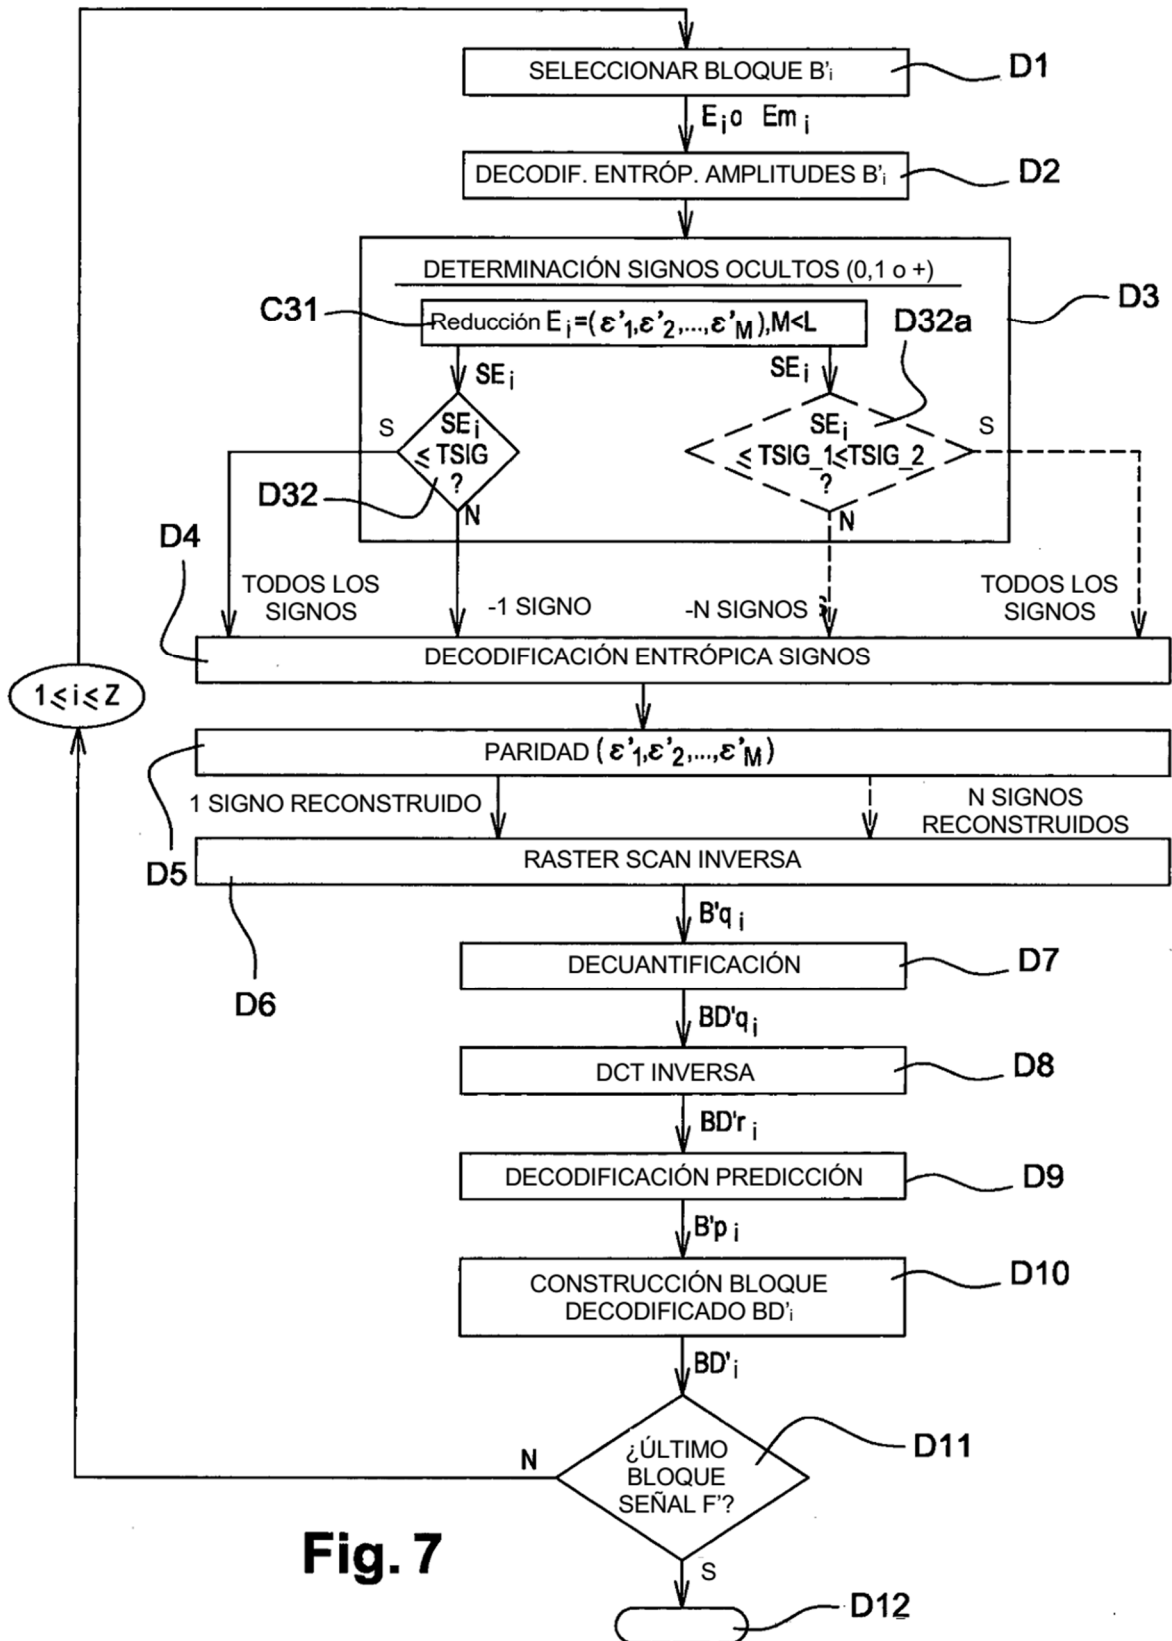 SELECCIONAR BLOQUE B'i
D1
Ei o Emi
DECODIF. ENTRÓP. AMPLITUDES B'i
D2
DETERMINACIÓN SIGNOS OCULTOS (0,1 o +)
D3
C31
Reducción Ei=(ε'1,ε'2,...,ε'M),M<L
D32a
SEi
SEi
S
SEi
≤ TSIG
?
SEi
≤ TSIG_1≤TSIG_2
?
S
D32
N
N
D4
TODOS LOS
SIGNOS
-1 SIGNO
-N SIGNOS
TODOS LOS
SIGNOS
DECODIFICACIÓN ENTRÓPICA SIGNOS
1≤i≤Z
PARIDAD (ε'1,ε'2,...,ε'M)
1 SIGNO RECONSTRUIDO
N SIGNOS
RECONSTRUIDOS
D5
RASTER SCAN INVERSA
D6
B'qi
DECUANTIFICACIÓN
D7
BD'qi
DCT INVERSA
D8
BD'ri
DECODIFICACIÓN PREDICCIÓN
D9
B'pi
CONSTRUCCIÓN BLOQUE
DECODIFICADO BD'i
D10
BD'i
N
¿ÚLTIMO
BLOQUE
SEÑAL F'?
D11
Fig. 7
S
D12